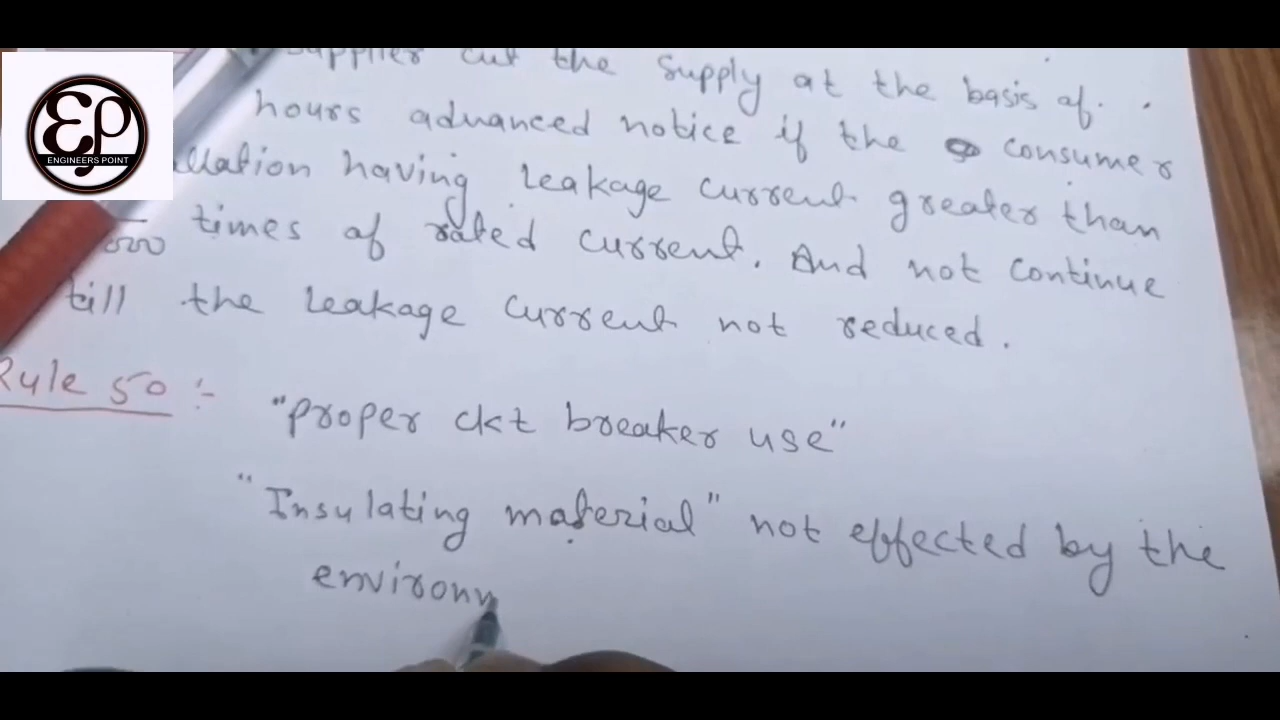 supplier cut the supply at the basis of
hours advanced notice if the consumer
having leakage current greater than
times of rated current. And not continue
till the leakage current not reduced.
Rule 50 :-
"proper ckt breaker use"
"Insulating material" not effected by the
environm
EP
ENGINEERS POINT